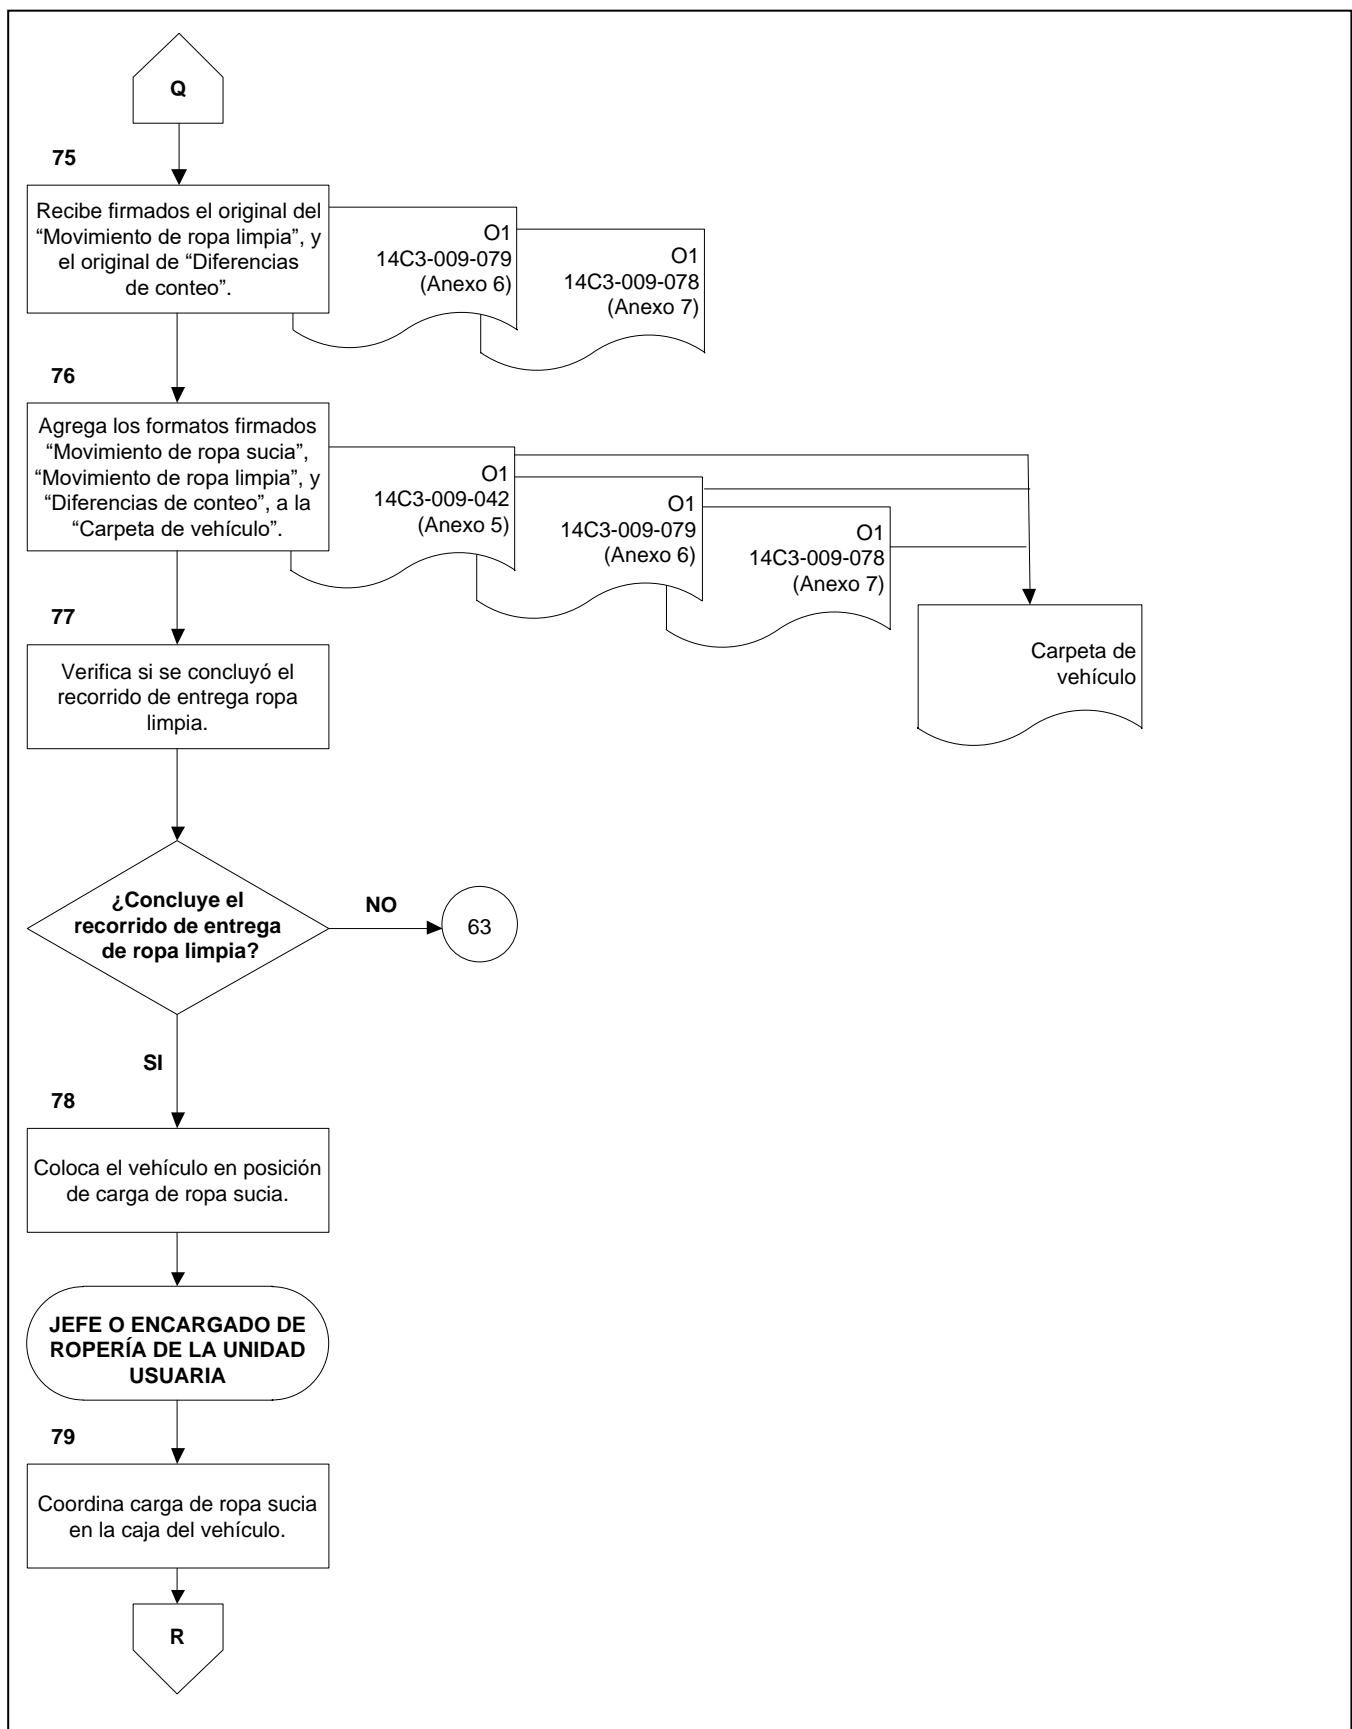 Q
75
Recibe firmados el original del
“Movimiento de ropa limpia”, y
el original de “Diferencias
de conteo”.
O1
14C3-009-079
(Anexo 6)
O1
14C3-009-078
(Anexo 7)
76
Agrega los formatos firmados
“Movimiento de ropa sucia”,
“Movimiento de ropa limpia”, y
“Diferencias de conteo”, a la
“Carpeta de vehículo”.
O1
14C3-009-042
(Anexo 5)
O1
14C3-009-079
(Anexo 6)
O1
14C3-009-078
(Anexo 7)
Carpeta de
vehículo
77
Verifica si se concluyó el
recorrido de entrega ropa
limpia.
¿Concluye el
recorrido de entrega
de ropa limpia?
NO
63
SI
78
Coloca el vehículo en posición
de carga de ropa sucia.
JEFE O ENCARGADO DE
ROPERÍA DE LA UNIDAD
USUARIA
79
Coordina carga de ropa sucia
en la caja del vehículo.
R